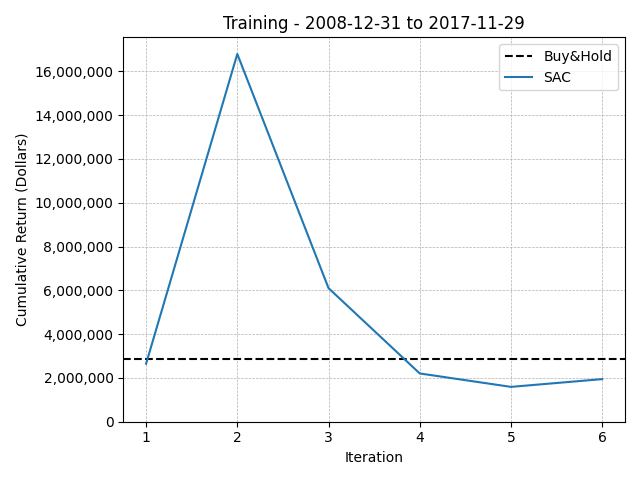 Training - 2008-12-31 to 2017-11-29
Buy&Hold
SAC
16,000,000
14,000,000
12,000,000
10,000,000
8,000,000
6,000,000
4,000,000
2,000,000
0
Cumulative Return (Dollars)
1 2 3 4 5 6
Iteration